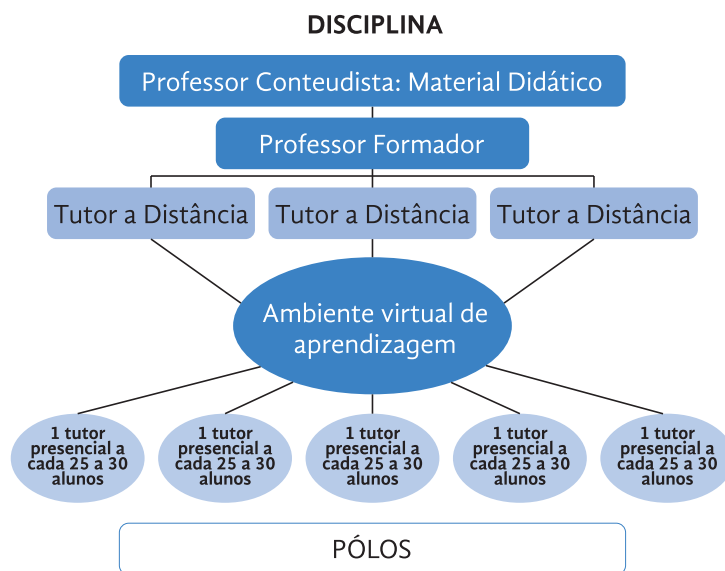 DISCIPLINA
Professor Conteudista: Material Didático
Professor Formador
Tutor a Distância
Tutor a Distância
Tutor a Distância
Ambiente virtual de
aprendizagem
1 tutor
presencial a
cada 25 a 30
alunos
1 tutor
presencial a
cada 25 a 30
alunos
1 tutor
presencial a
cada 25 a 30
alunos
1 tutor
presencial a
cada 25 a 30
alunos
1 tutor
presencial a
cada 25 a 30
alunos
PÓLOS